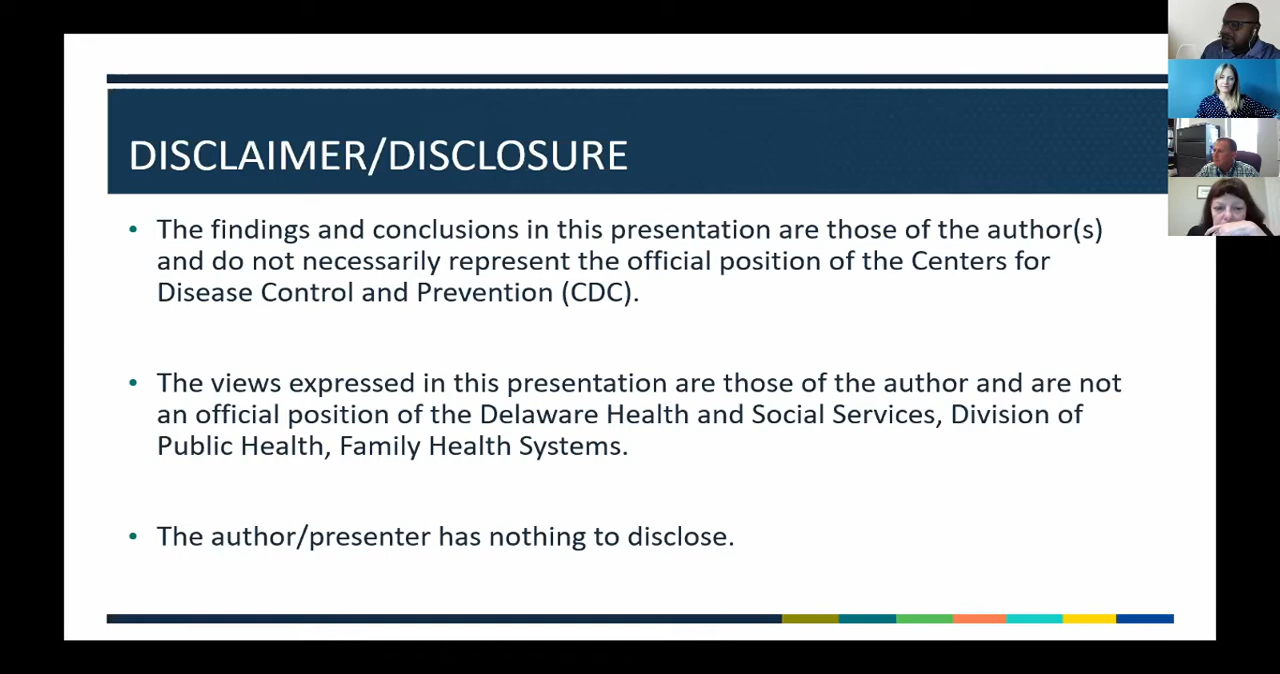 DISCLAIMER/DISCLOSURE
• The findings and conclusions in this presentation are those of the author(s)
and do not necessarily represent the official position of the Centers for
Disease Control and Prevention (CDC).
• The views expressed in this presentation are those of the author and are not
an official position of the Delaware Health and Social Services, Division of
Public Health, Family Health Systems.
• The author/presenter has nothing to disclose.